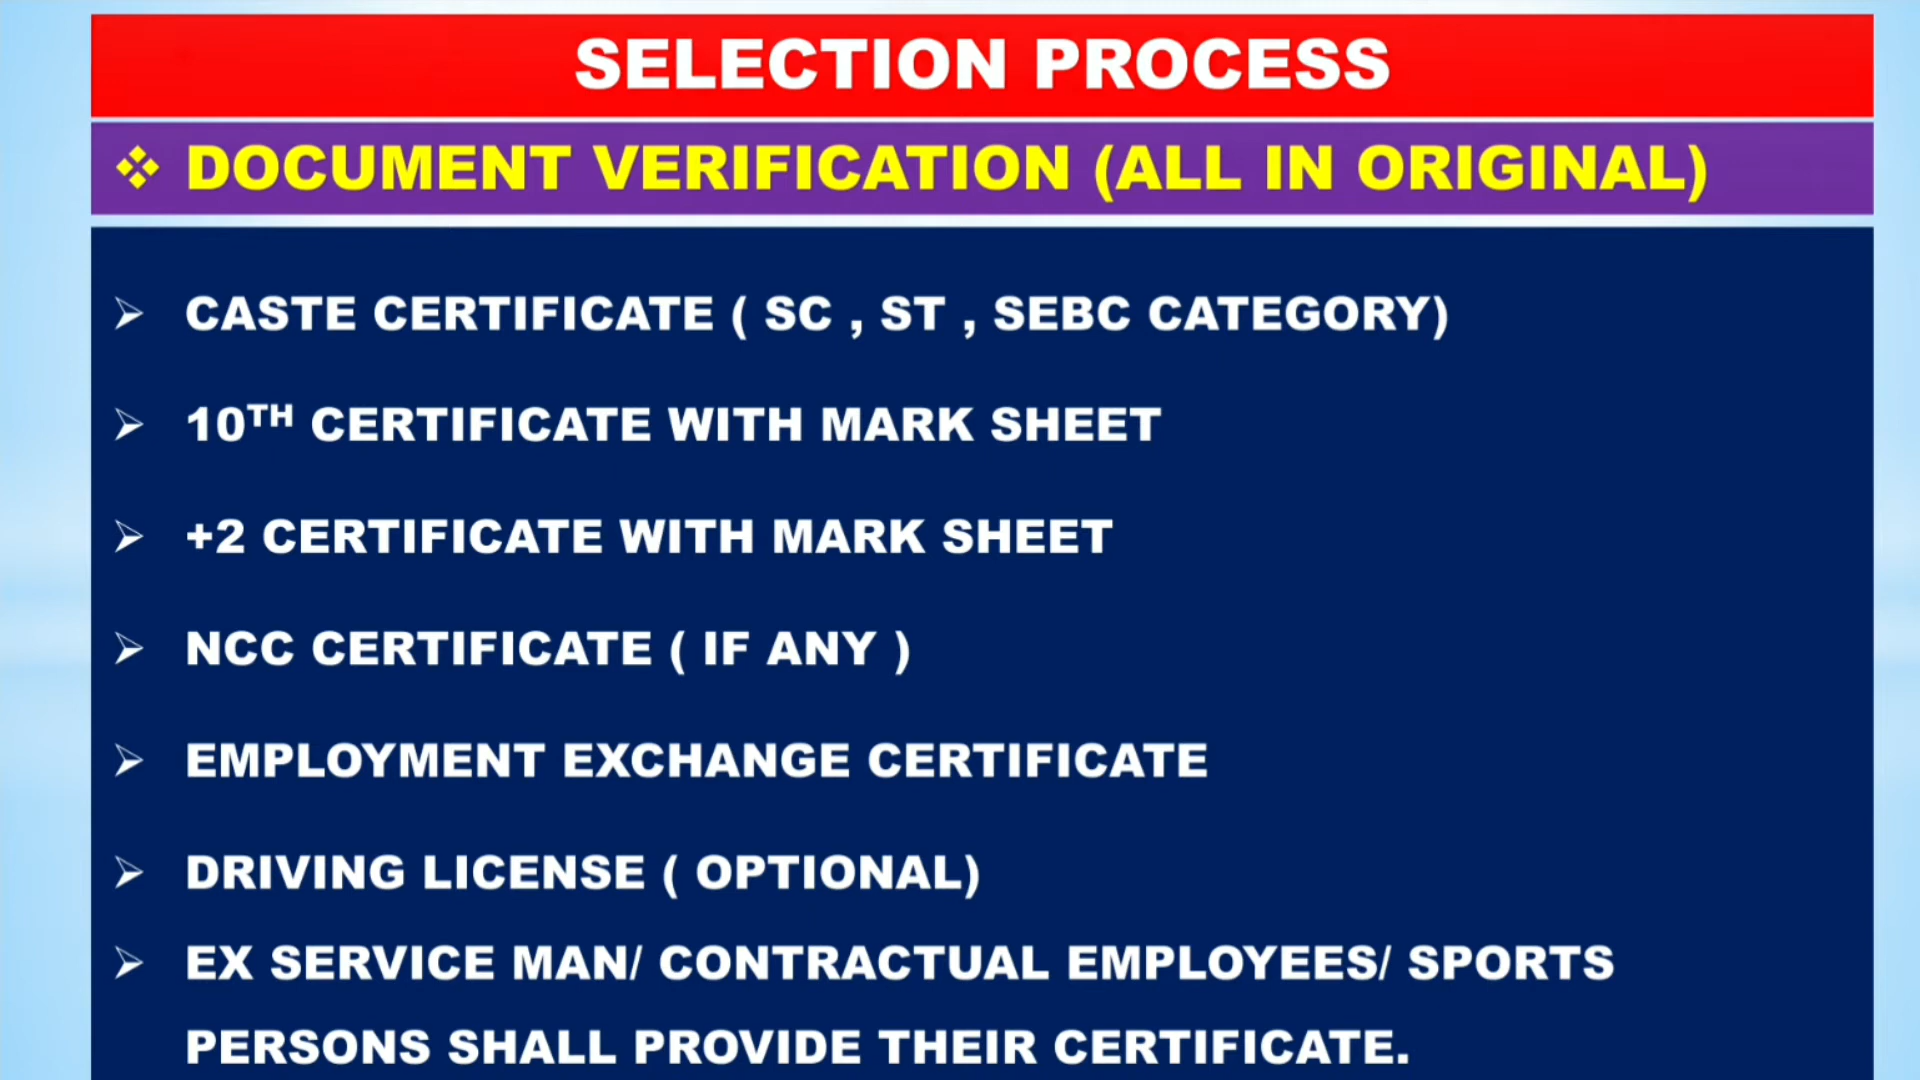 SELECTION PROCESS
❖ DOCUMENT VERIFICATION (ALL IN ORIGINAL)
➢ CASTE CERTIFICATE ( SC , ST , SEBC CATEGORY)
➢ 10TH CERTIFICATE WITH MARK SHEET
➢ +2 CERTIFICATE WITH MARK SHEET
➢ NCC CERTIFICATE ( IF ANY )
➢ EMPLOYMENT EXCHANGE CERTIFICATE
➢ DRIVING LICENSE ( OPTIONAL)
➢ EX SERVICE MAN/ CONTRACTUAL EMPLOYEES/ SPORTS
PERSONS SHALL PROVIDE THEIR CERTIFICATE.